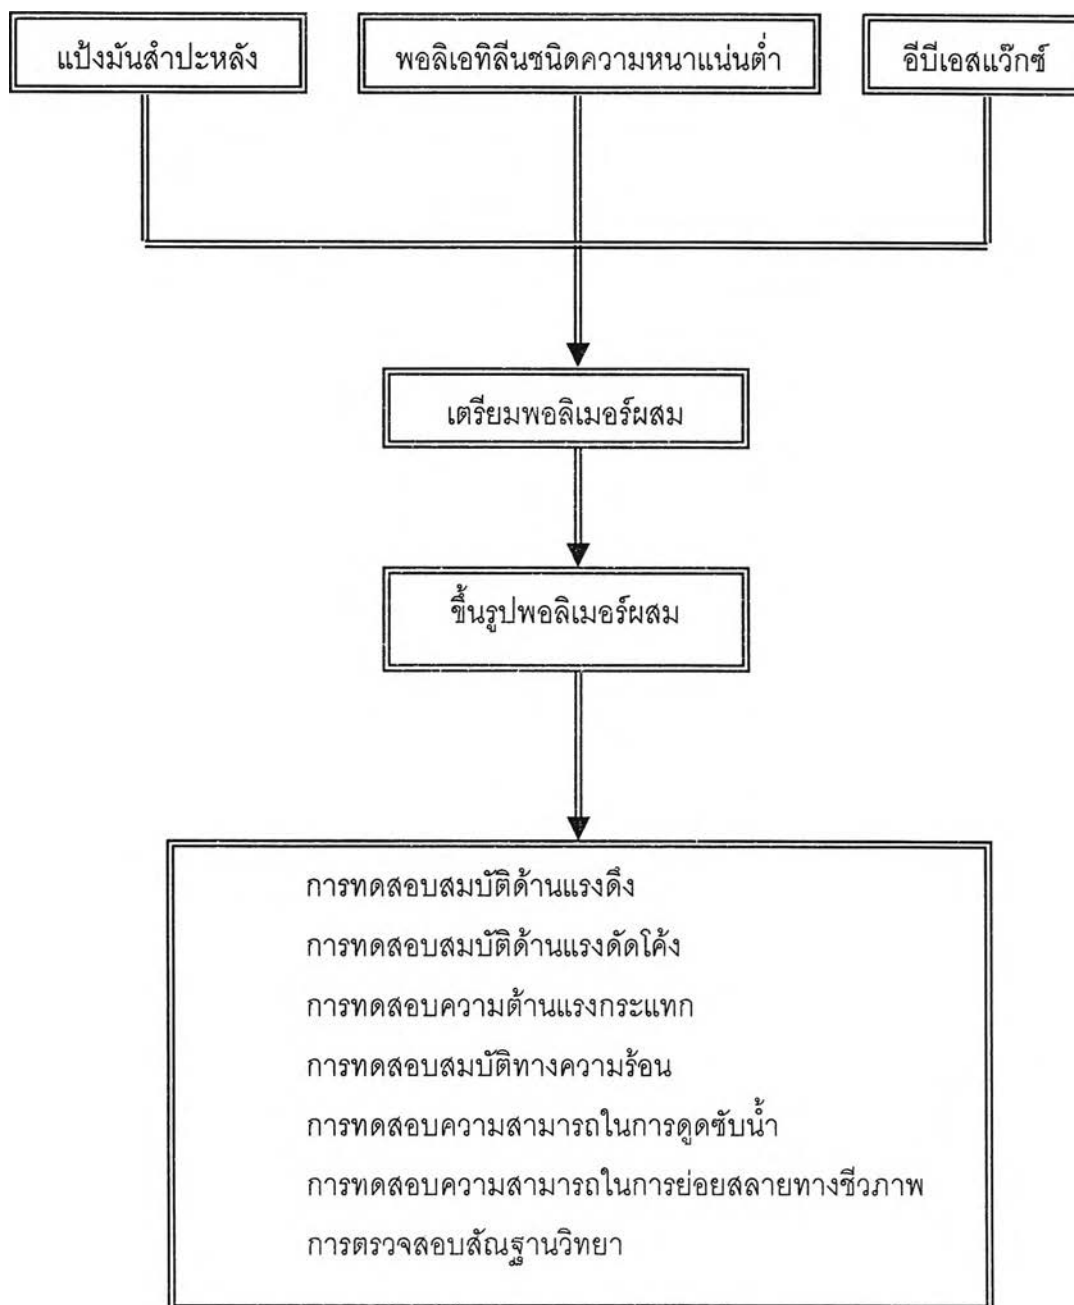 แป้งมันสำปะหลัง
พอลิเอทิลีนชนิดความหนาแน่นต่ำ
อีบีเอสแว๊กซ์
เตรียมพอลิเมอร์ผสม
ขึ้นรูปพอลิเมอร์ผสม
การทดสอบสมบัติด้านแรงดึง
การทดสอบสมบัติด้านแรงดัดโค้ง
การทดสอบความต้านแรงกระแทก
การทดสอบสมบัติทางความร้อน
การทดสอบความสามารถในการดูดซับน้ำ
การทดสอบความสามารถในการย่อยสลายทางชีวภาพ
การตรวจสอบสัณฐานวิทยา